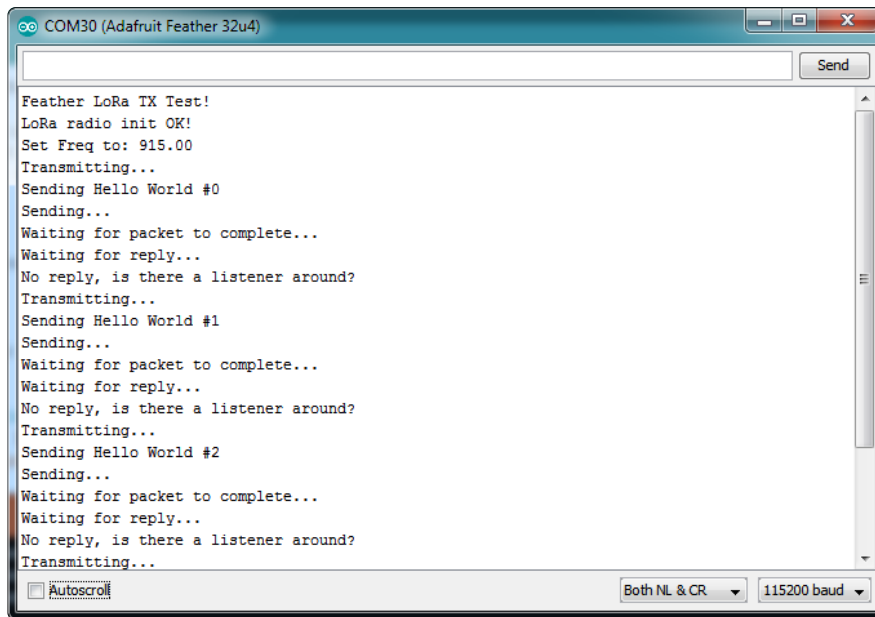 COM30 (Adafruit Feather 32u4)
Send
Feather LoRa TX Test!
LoRa radio init OK!
Set Freq to: 915.00
Transmitting...
Sending Hello World #0
Sending...
Waiting for packet to complete...
Waiting for reply...
No reply, is there a listener around?
Transmitting...
Sending Hello World #1
Sending...
Waiting for packet to complete...
Waiting for reply...
No reply, is there a listener around?
Transmitting...
Sending Hello World #2
Sending...
Waiting for packet to complete...
Waiting for reply...
No reply, is there a listener around?
Transmitting...
Autoscroll Both NL & CR 115200 baud